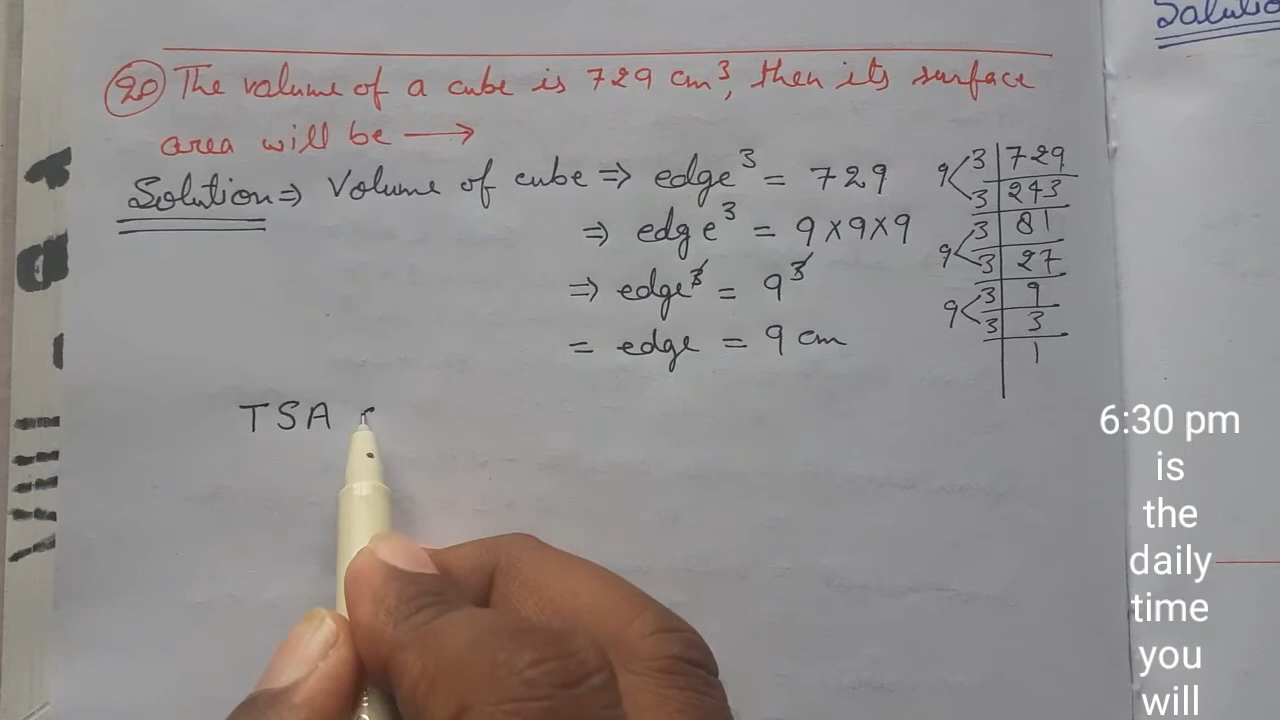 Solutio
20 The volume of a cube is 729 cm³, then its surface
area will be ⟶
Solution ⇒ Volume of cube ⇒ edge³ = 729
⇒ edge³ = 9×9×9
⇒ edge³ = 9³
= edge = 9 cm
9 3 729
3 243
3 81
9 3 27
3 9
9 3 3
1
TSA
6:30 pm
is
the
daily
time
you
will